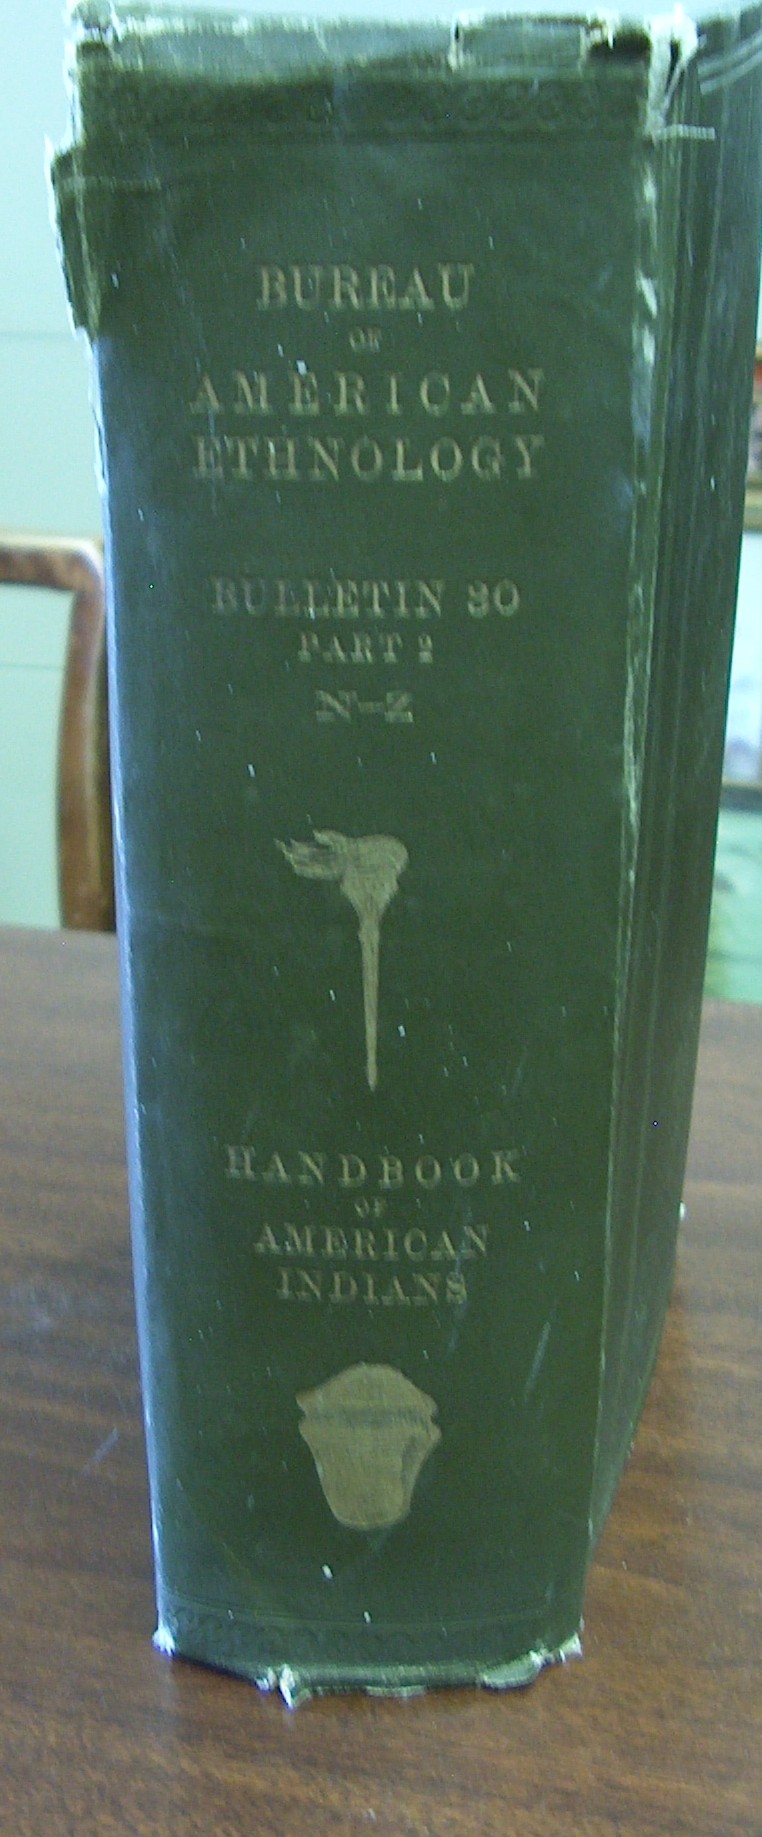 BUREAU
OF
AMERICAN
ETHNOLOGY
BULLETIN 30
PART 2
N–Z
HANDBOOK
OF
AMERICAN
INDIANS